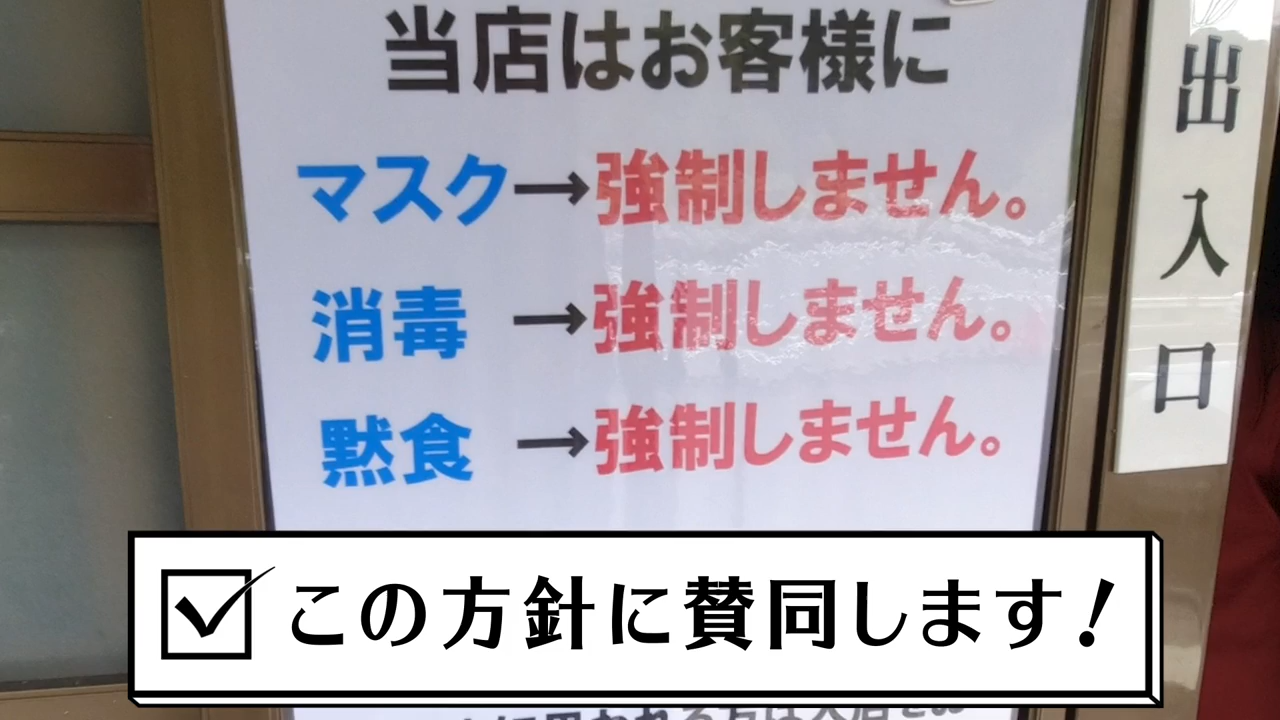 当店はお客様に
マスク→強制しません。
消毒→強制しません。
黙食→強制しません。
出入口
この方針に賛同します!